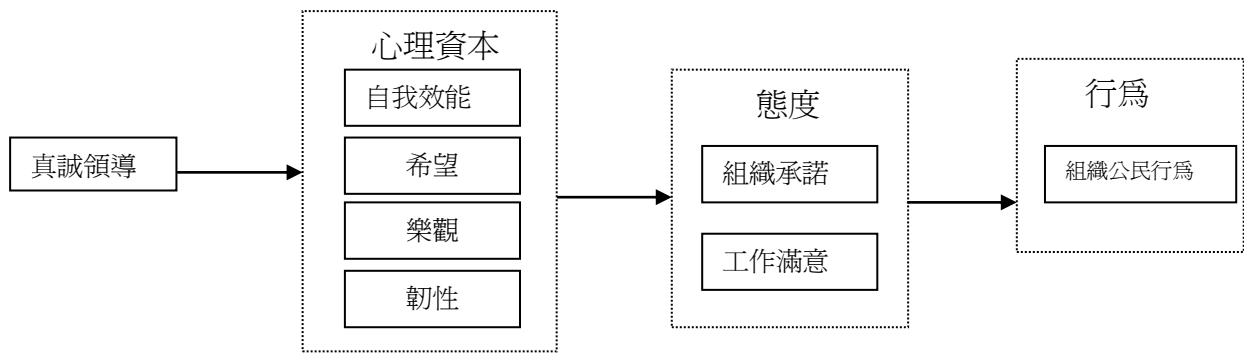 真誠領導
心理資本
自我效能
希望
樂觀
韌性
態度
組織承諾
工作滿意
行爲
組織公民行爲